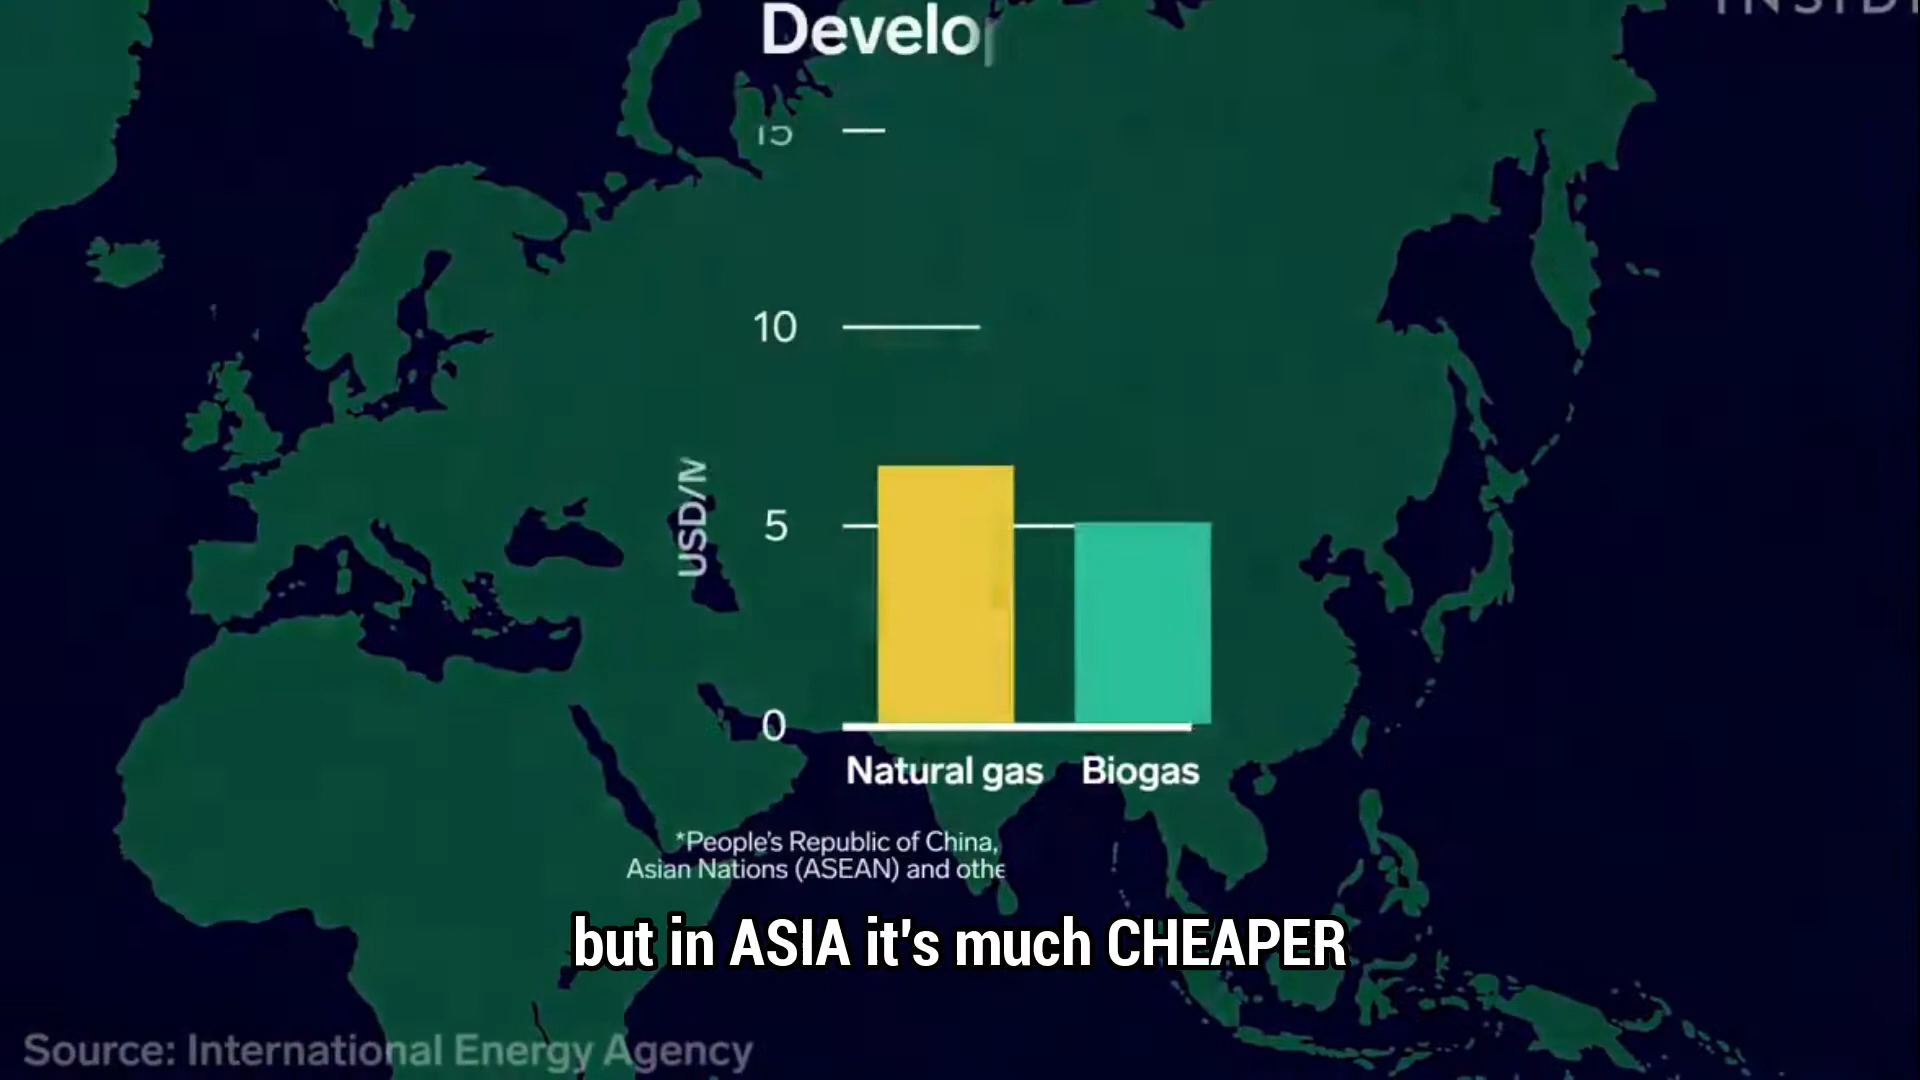 Develo
15
10
5
0
USD/
Natural gas Biogas
*People's Republic of China,
Asian Nations (ASEAN) and othe
but in ASIA it's much CHEAPER
Source: International Energy Agency